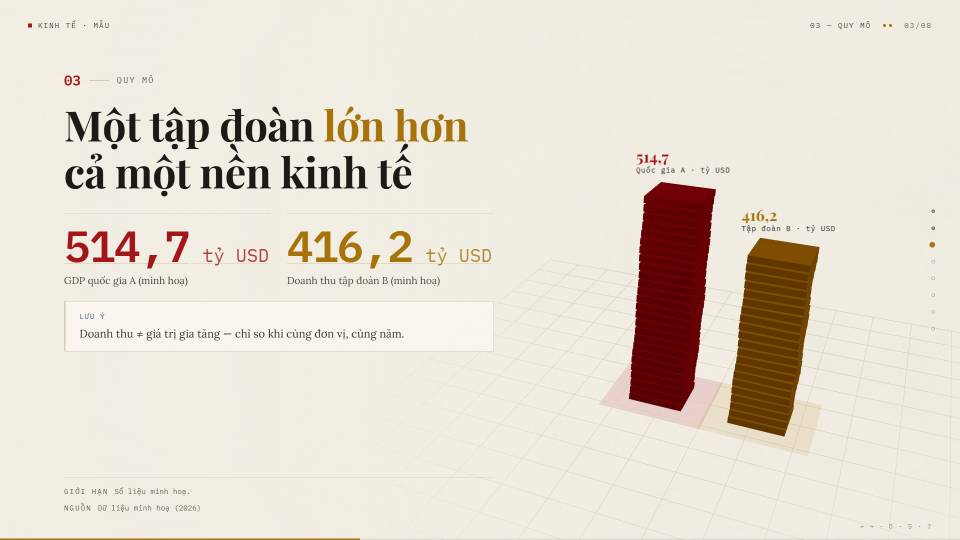 KINH TẾ · MẪU
03 — QUY MÔ •• 03/08
03 — QUY MÔ
Một tập đoàn lớn hơn
cả một nền kinh tế
514,7 tỷ USD
GDP quốc gia A (minh hoạ)
416,2 tỷ USD
Doanh thu tập đoàn B (minh hoạ)
LƯU Ý
Doanh thu ≠ giá trị gia tăng — chỉ so khi cùng đơn vị, cùng năm.
514,7
Quốc gia A · tỷ USD
416,2
Tập đoàn B · tỷ USD
GIỚI HẠN Số liệu minh hoạ.
NGUỒN Dữ liệu minh hoạ (2026)